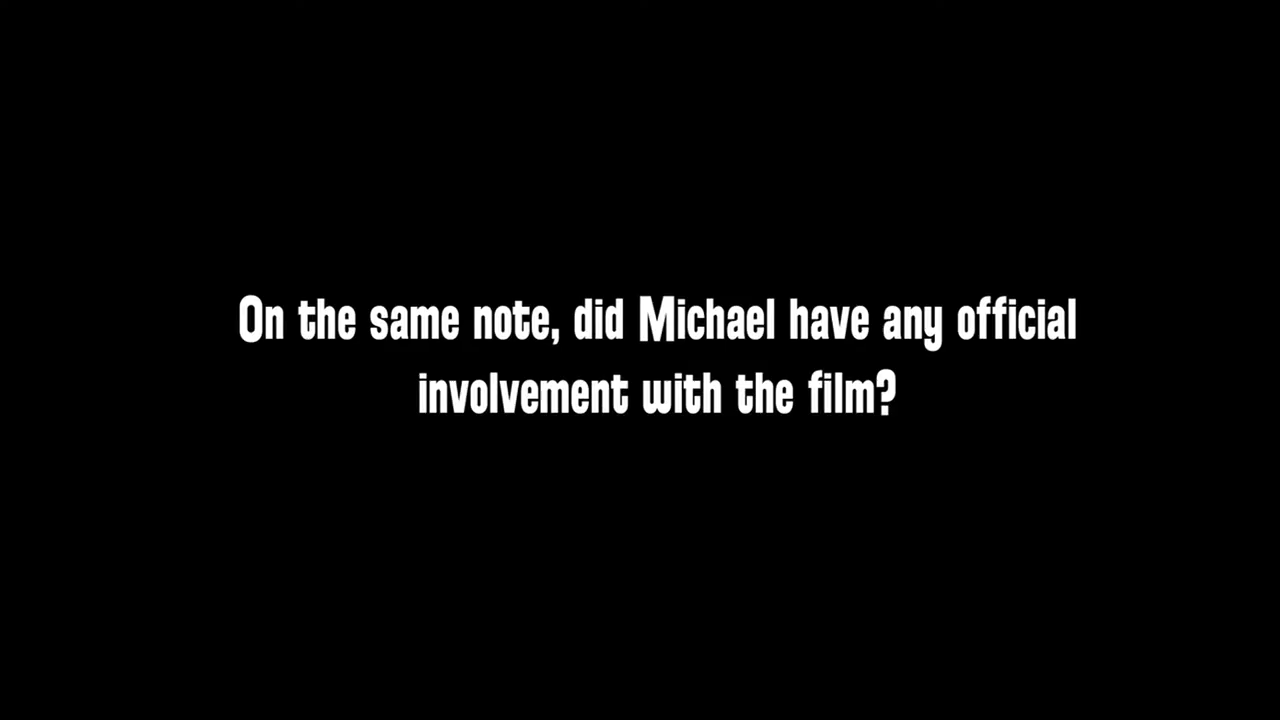 On the same note, did Michael have any official
involvement with the film?